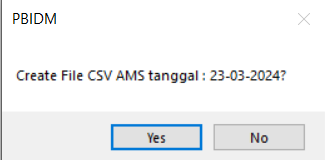 PBIDM
Create File CSV AMS tanggal : 23-03-2024?
Yes
No